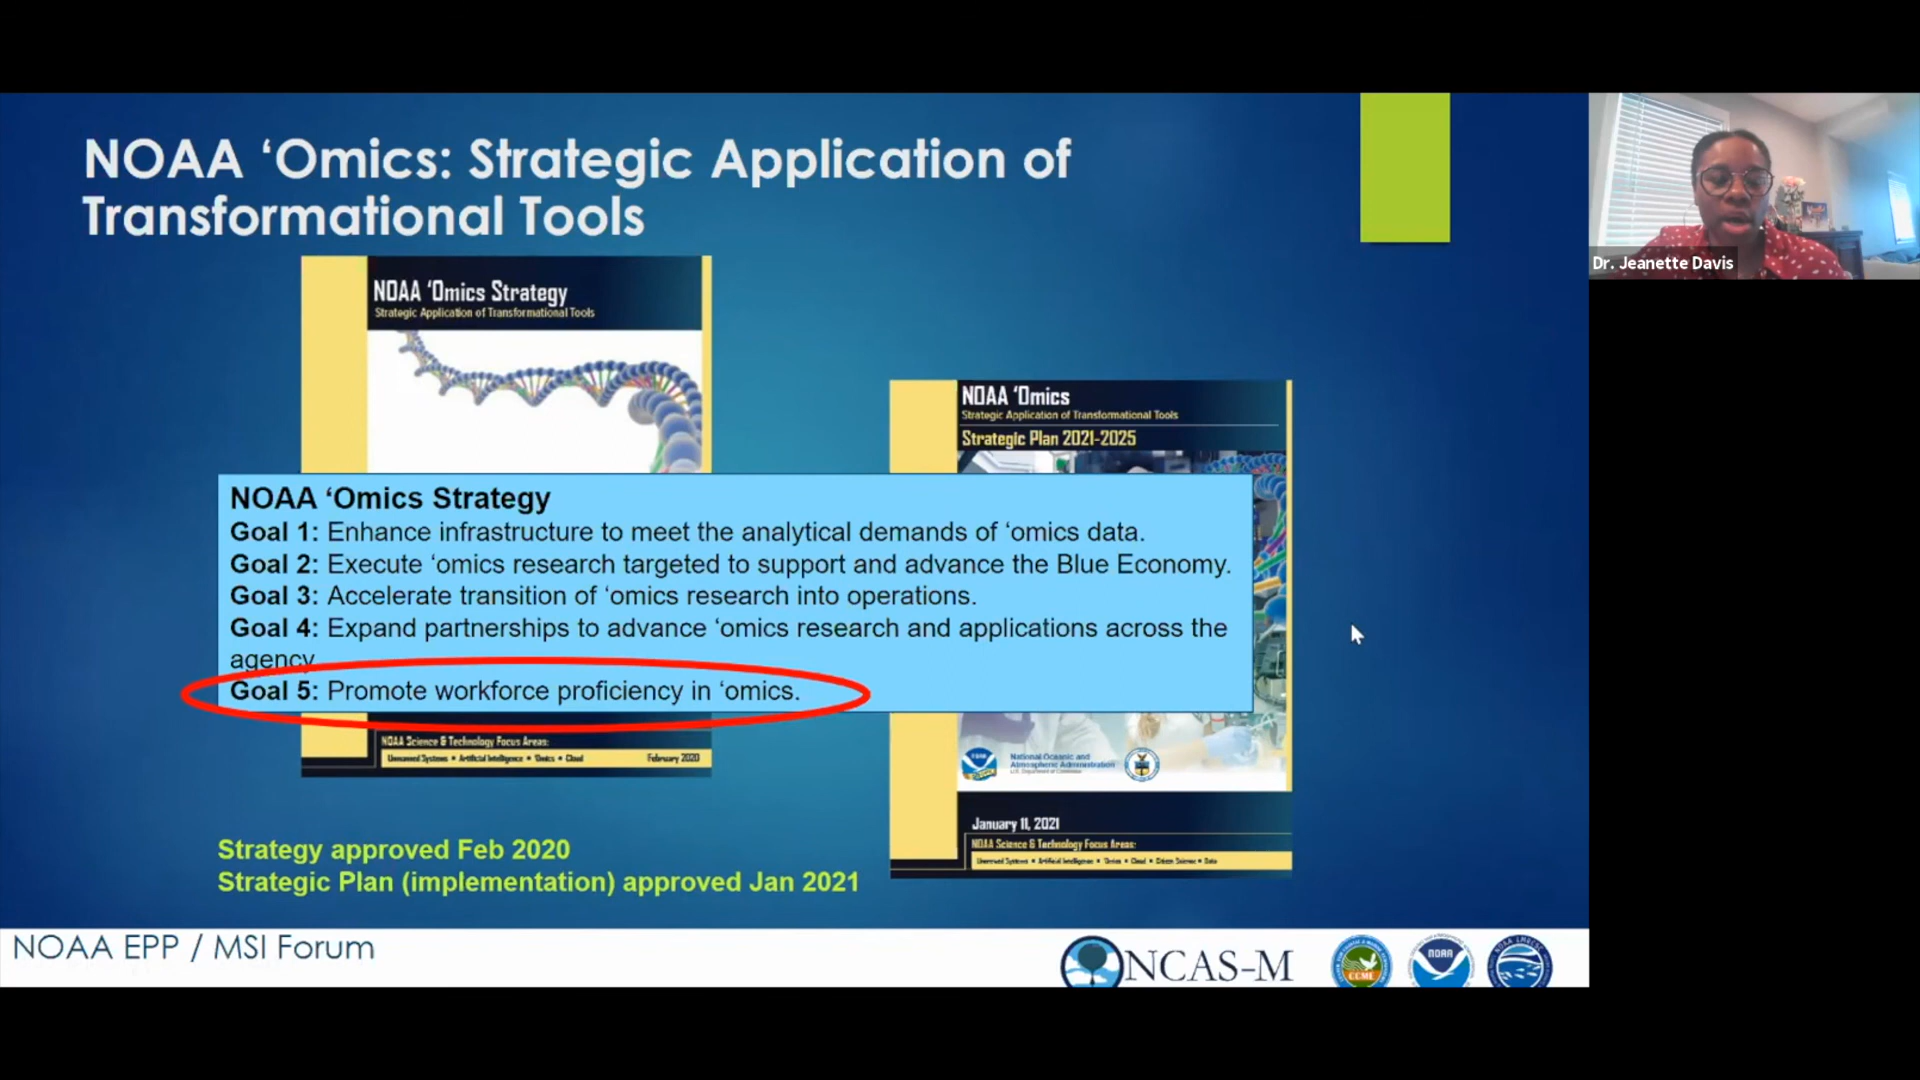 NOAA ‘Omics: Strategic Application of
Transformational Tools
Dr. Jeanette Davis
NOAA ‘Omics Strategy
Strategic Application of Transformational Tools
NOAA ‘Omics
Strategic Application of Transformational Tools
Strategic Plan 2021-2025
NOAA ‘Omics Strategy
Goal 1: Enhance infrastructure to meet the analytical demands of ‘omics data.
Goal 2: Execute ‘omics research targeted to support and advance the Blue Economy.
Goal 3: Accelerate transition of ‘omics research into operations.
Goal 4: Expand partnerships to advance ‘omics research and applications across the
agency
Goal 5: Promote workforce proficiency in ‘omics.
NOAA Science & Technology Focus Areas:
Unmanned Systems • Artificial Intelligence • ‘Omics • Cloud February 2020
National Oceanic and
Atmospheric Administration
U.S. Department of Commerce
January 11, 2021
NOAA Science & Technology Focus Areas:
Unmanned Systems • Artificial Intelligence • ‘Omics • Cloud • Citizen Science • Data
Strategy approved Feb 2020
Strategic Plan (implementation) approved Jan 2021
NOAA EPP / MSI Forum
NCAS-M
CCME
NOAA